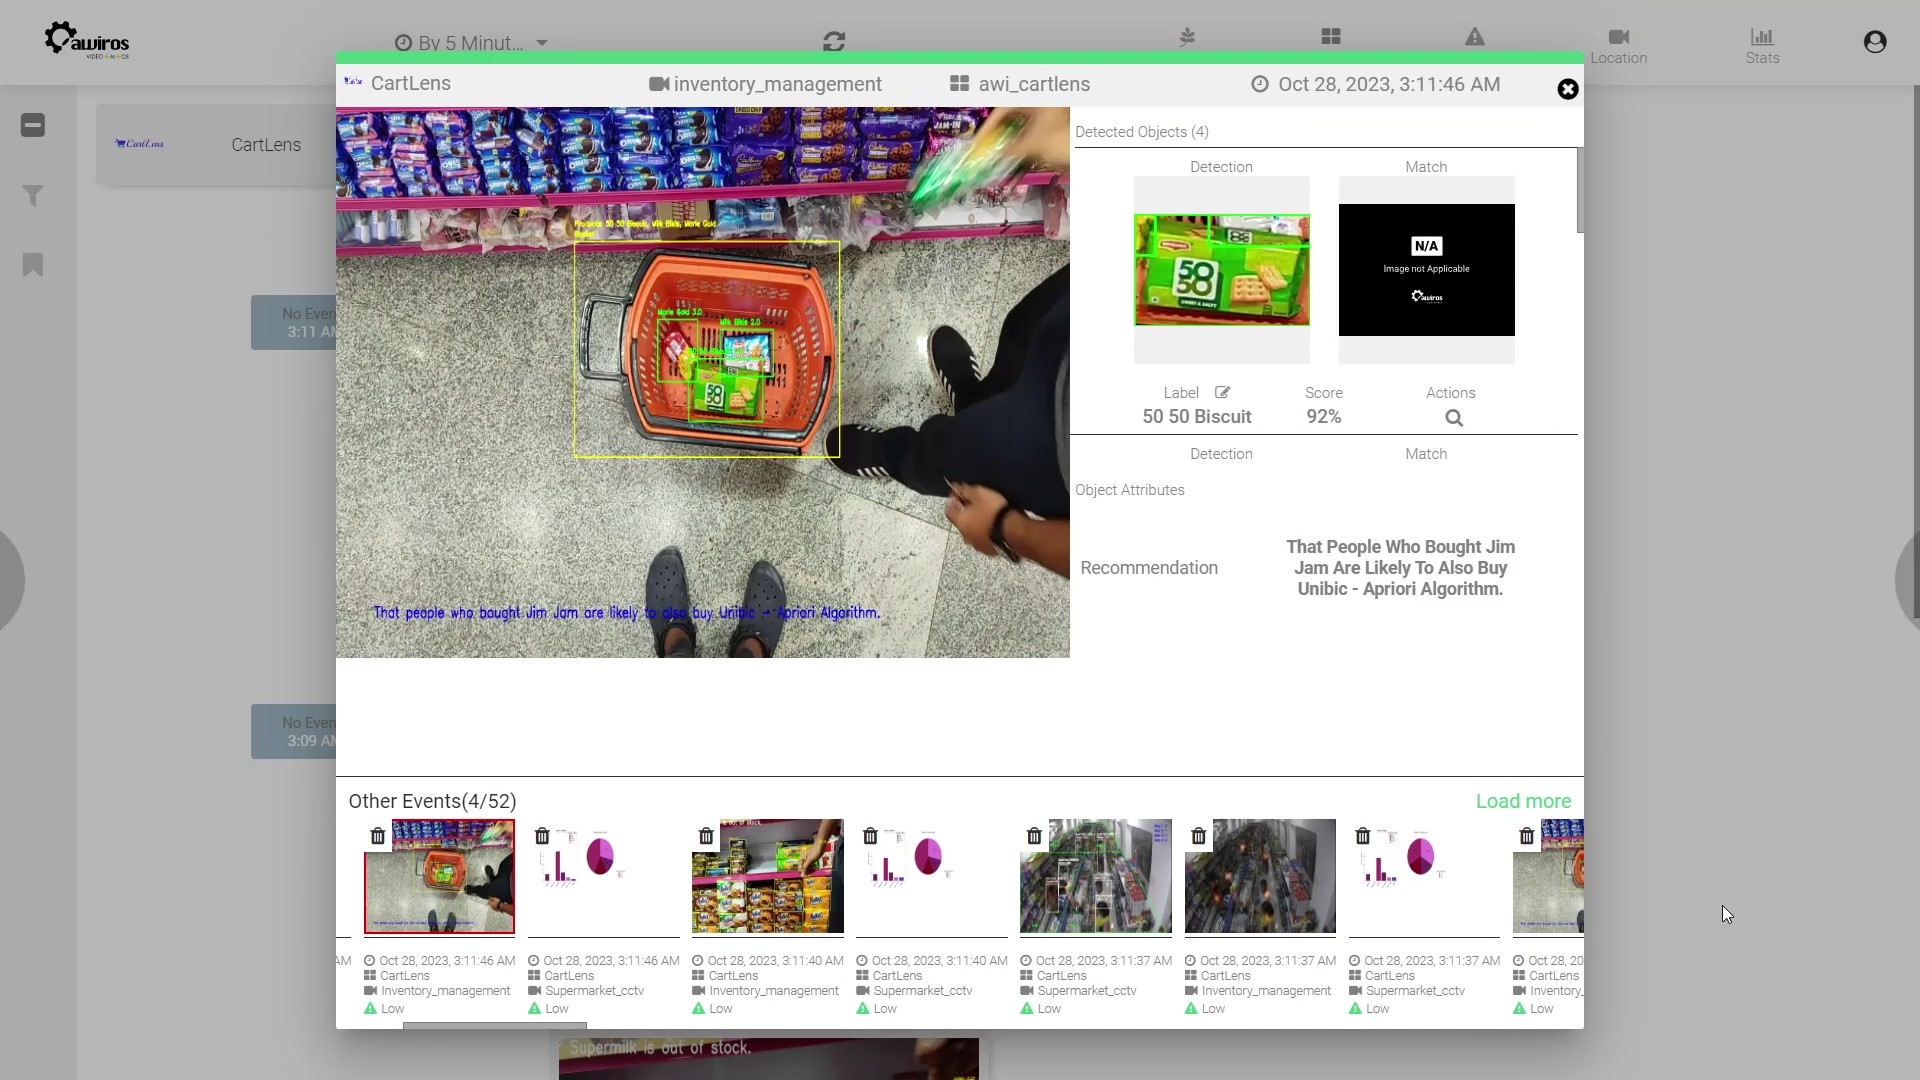 awiros
VIDEO+AI+OS
By 5 Minut...
Location
Stats
CartLens
inventory_management
awi_cartlens
Oct 28, 2023, 3:11:46 AM
CartLens
CartLens
No Even
3:11 AM
No Even
3:09 AM
Products: 50 50 Biscuit, Milk Bikis, Marie Gold
Basket
Marie Gold 3.0
Milk Bikis 2.0
50
50
That people who bought Jim Jam are likely to also buy Unibic - Apriori Algorithm.
Detected Objects (4)
Detection
Match
50
50
N/A
Image not Applicable
awiros
Label
Score
Actions
50 50 Biscuit
92%
Detection
Match
Object Attributes
Recommendation
That People Who Bought Jim
Jam Are Likely To Also Buy
Unibic - Apriori Algorithm.
Other Events(4/52)
Load more
AM
Oct 28, 2023, 3:11:46 AM
CartLens
Inventory_management
Low
Oct 28, 2023, 3:11:46 AM
CartLens
Supermarket_cctv
Low
Oct 28, 2023, 3:11:40 AM
CartLens
Inventory_management
Low
Oct 28, 2023, 3:11:40 AM
CartLens
Supermarket_cctv
Low
Oct 28, 2023, 3:11:37 AM
CartLens
Supermarket_cctv
Low
Oct 28, 2023, 3:11:37 AM
CartLens
Inventory_management
Low
Oct 28, 2023, 3:11:37 AM
CartLens
Supermarket_cctv
Low
Oct 28, 20
CartLens
Inventory_
Low
Supermilk is out of stock.